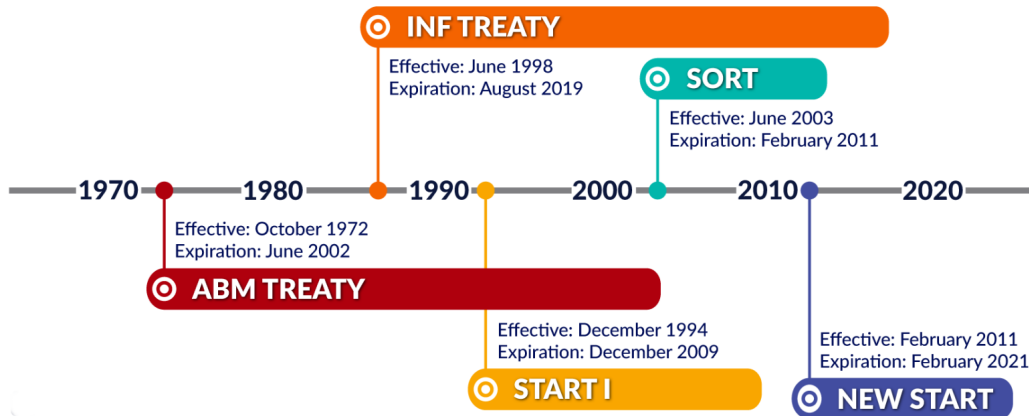 INF TREATY
Effective: June 1998
Expiration: August 2019
SORT
Effective: June 2003
Expiration: February 2011
1970 1980 1990 2000 2010 2020
Effective: October 1972
Expiration: June 2002
ABM TREATY
Effective: December 1994
Expiration: December 2009
START I
Effective: February 2011
Expiration: February 2021
NEW START